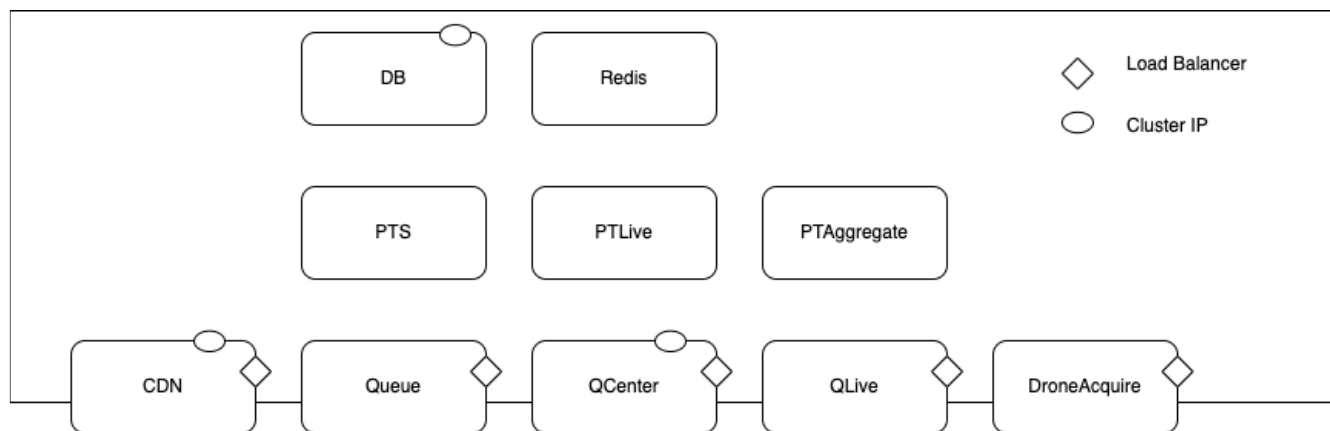 DB
Redis
Load Balancer
Cluster IP
PTS
PTLive
PTAggregate
CDN
Queue
QCenter
QLive
DroneAcquire